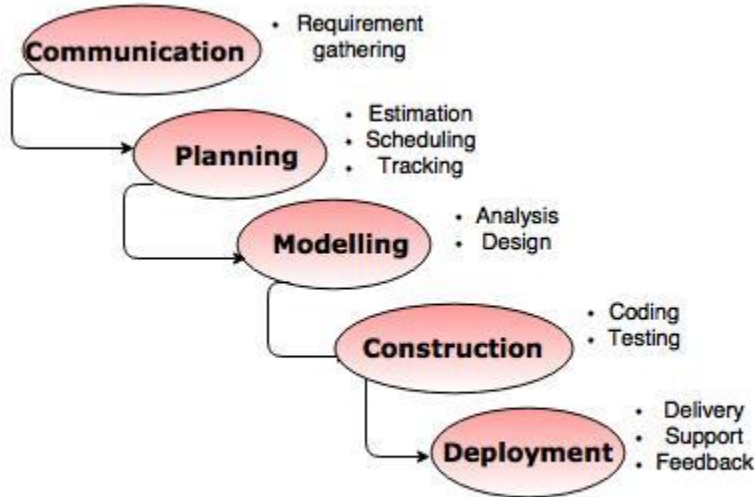 Communication
• Requirement
gathering
Planning
• Estimation
• Scheduling
• Tracking
Modelling
• Analysis
• Design
Construction
• Coding
• Testing
Deployment
• Delivery
• Support
• Feedback